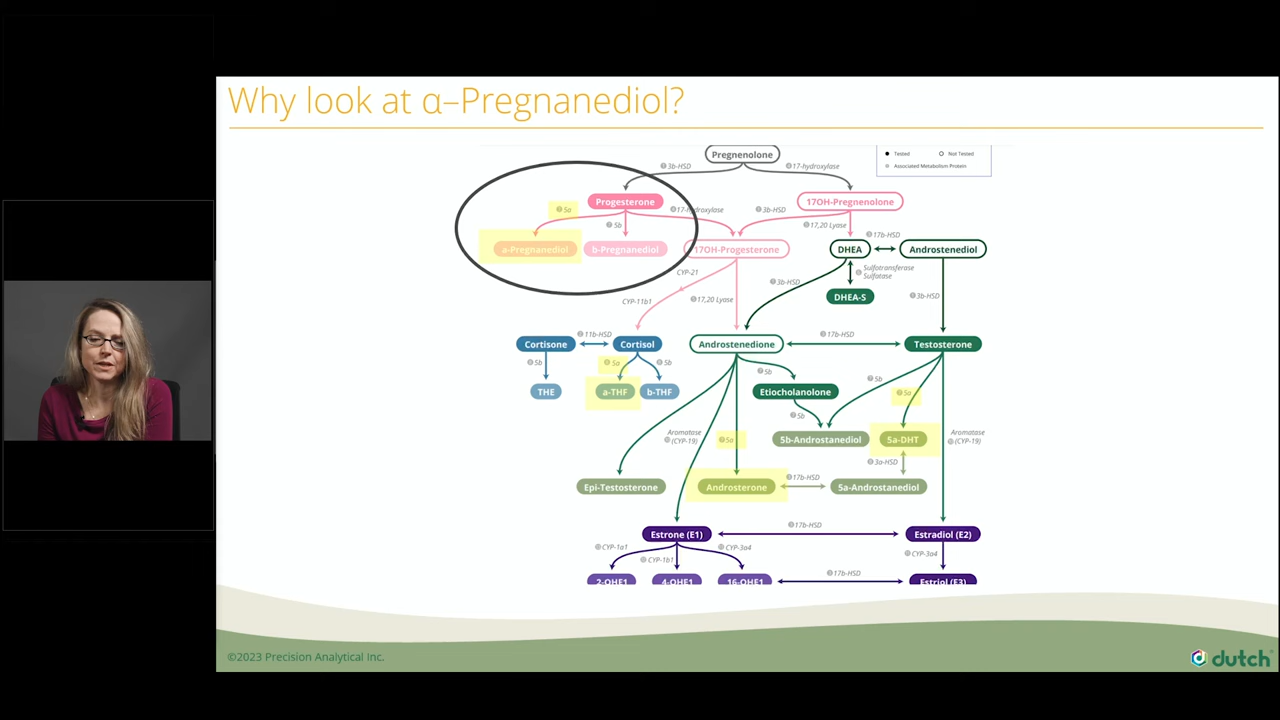 Why look at α–Pregnanediol?
Pregnenolone
Tested
Not Tested
Associated Metabolism Protein
3b-HSD
17-hydroxylase
Progesterone
17OH-Pregnenolone
5a
17-hydroxylase
3b-HSD
5b
17,20 Lyase
17b-HSD
a-Pregnanediol
b-Pregnanediol
17OH-Progesterone
DHEA
Androstenediol
CYP-21
Sulfotransferase
Sulfatase
3b-HSD
DHEA-S
3b-HSD
CYP-11b1
17,20 Lyase
11b-HSD
17b-HSD
Cortisone
Cortisol
Androstenedione
Testosterone
5b
5a
5b
5b
5b
THE
a-THF
b-THF
Etiocholanolone
5a
5b
Aromatase
(CYP-19)
5a
5b-Androstanediol
5a-DHT
Aromatase
(CYP-19)
3a-HSD
17b-HSD
Epi-Testosterone
Androsterone
5a-Androstanediol
17b-HSD
Estrone (E1)
Estradiol (E2)
CYP-1a1
CYP-1b1
CYP-3a4
CYP-3a4
17b-HSD
2-OHE1
4-OHE1
16-OHE1
Estriol (E3)
©2023 Precision Analytical Inc.
dutch